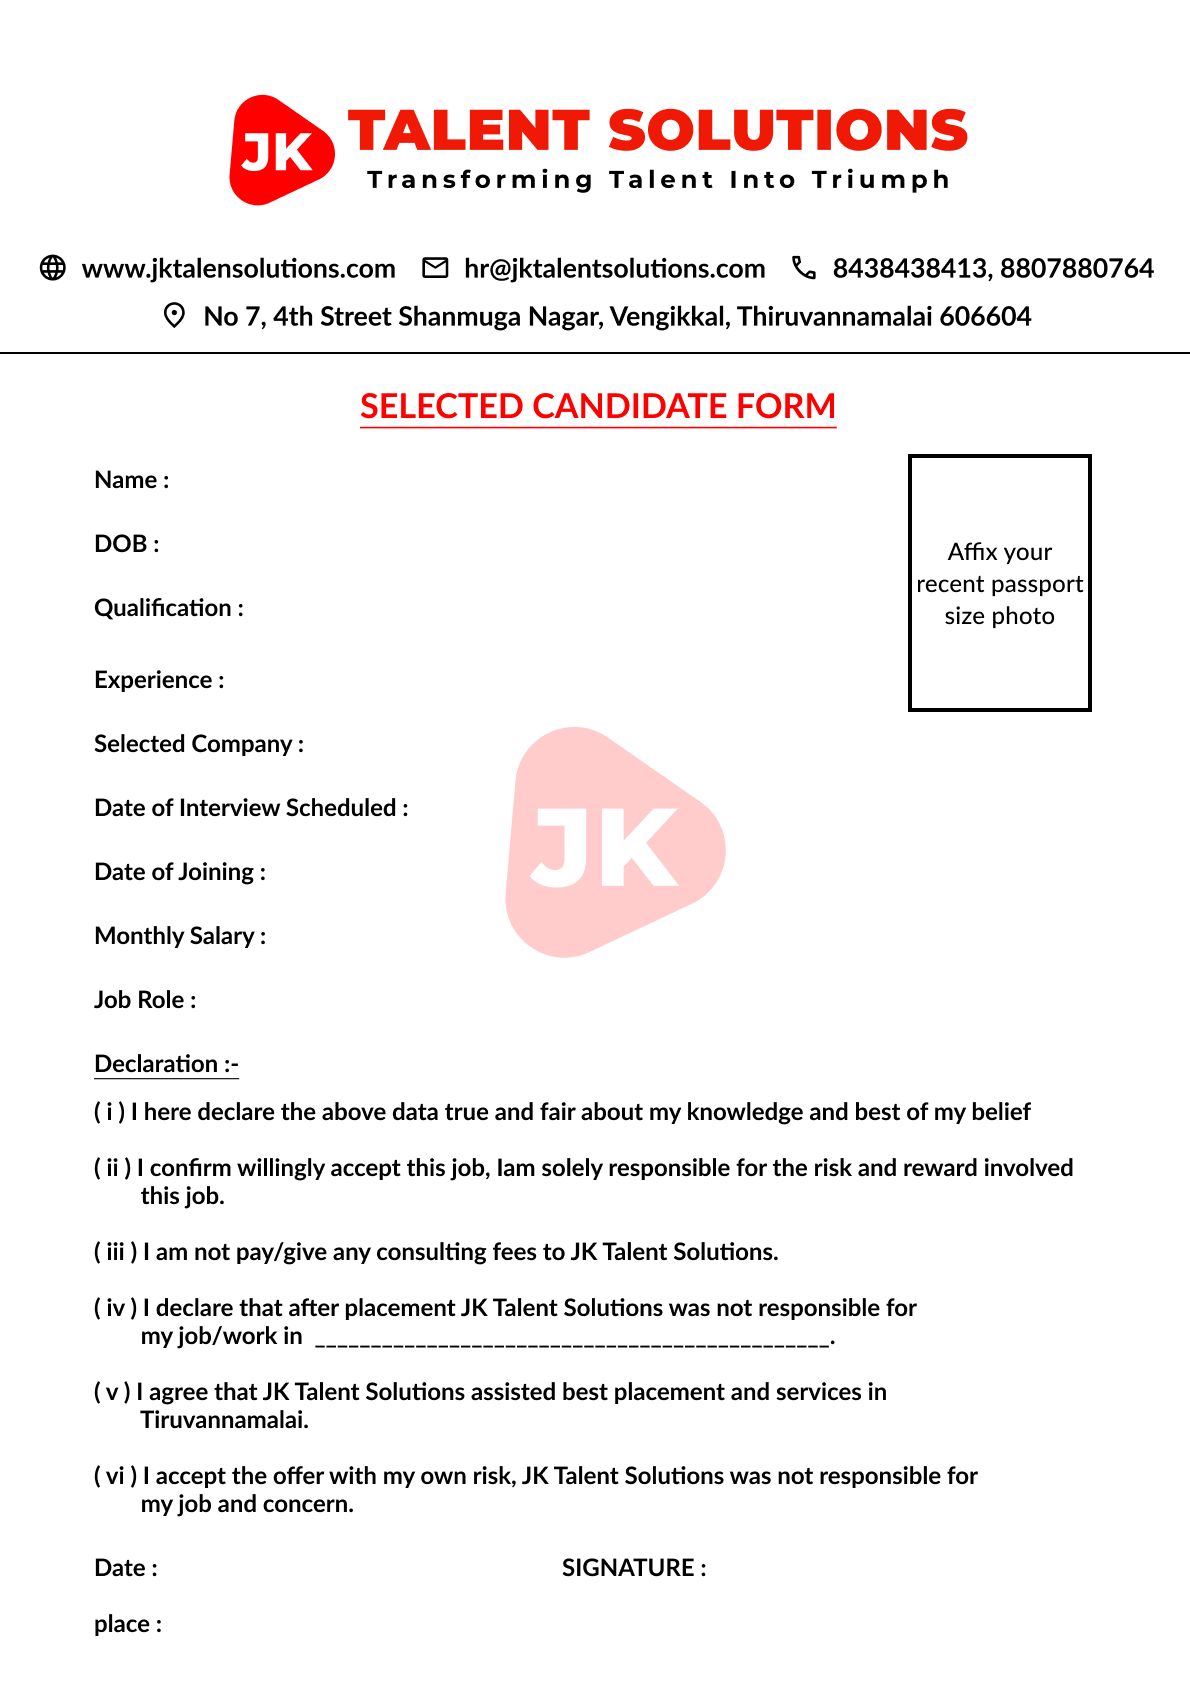 JK TALENT SOLUTIONS
Transforming Talent Into Triumph
www.jktalensolutions.com hr@jktalentsolutions.com 8438438413, 8807880764
No 7, 4th Street Shanmuga Nagar, Vengikkal, Thiruvannamalai 606604
SELECTED CANDIDATE FORM
Name :
DOB :
Affix your
recent passport
size photo
Qualification :
Experience :
Selected Company :
Date of Interview Scheduled :
JK
Date of Joining :
Monthly Salary :
Job Role :
Declaration :-
( i ) I here declare the above data true and fair about my knowledge and best of my belief
( ii ) I confirm willingly accept this job, Iam solely responsible for the risk and reward involved
this job.
( iii ) I am not pay/give any consulting fees to JK Talent Solutions.
( iv ) I declare that after placement JK Talent Solutions was not responsible for
my job/work in ______________________________________________.
( v ) I agree that JK Talent Solutions assisted best placement and services in
Tiruvannamalai.
( vi ) I accept the offer with my own risk, JK Talent Solutions was not responsible for
my job and concern.
Date : SIGNATURE :
place :